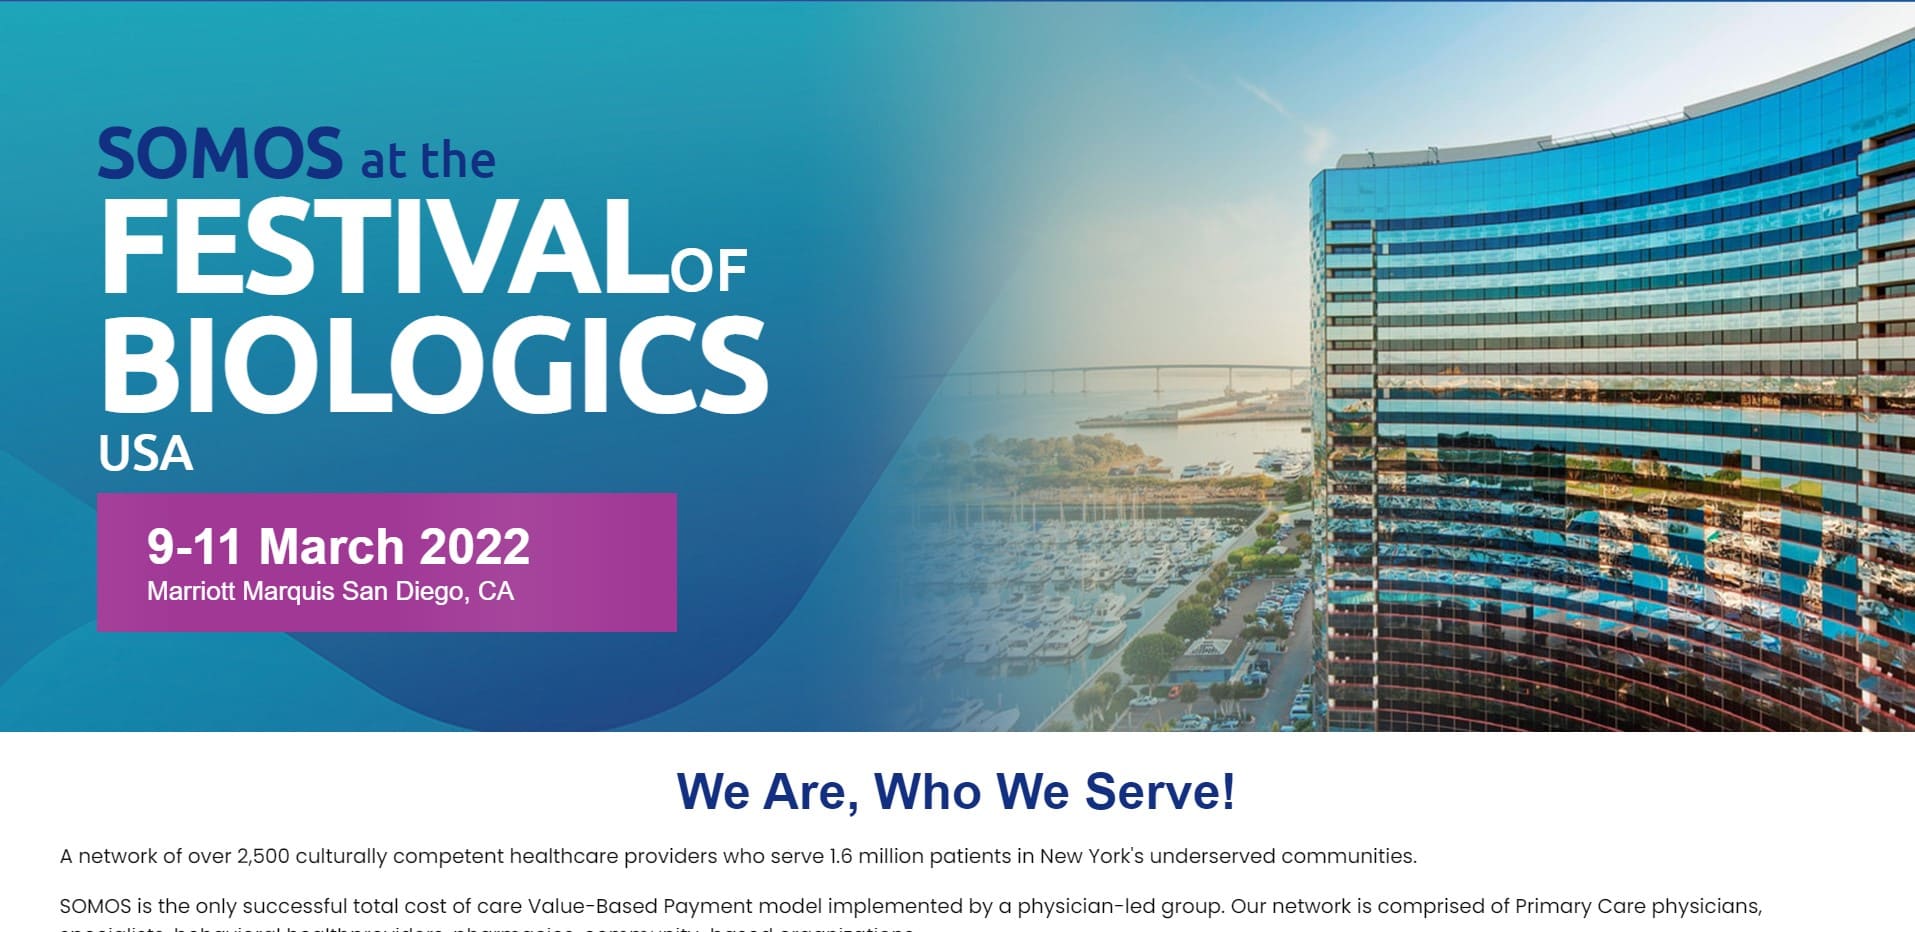 SOMOS at the
FESTIVAL OF
BIOLOGICS
USA
9-11 March 2022
Marriott Marquis San Diego, CA
We Are, Who We Serve!
A network of over 2,500 culturally competent healthcare providers who serve 1.6 million patients in New York's underserved communities.
SOMOS is the only successful total cost of care Value-Based Payment model implemented by a physician-led group. Our network is comprised of Primary Care physicians,